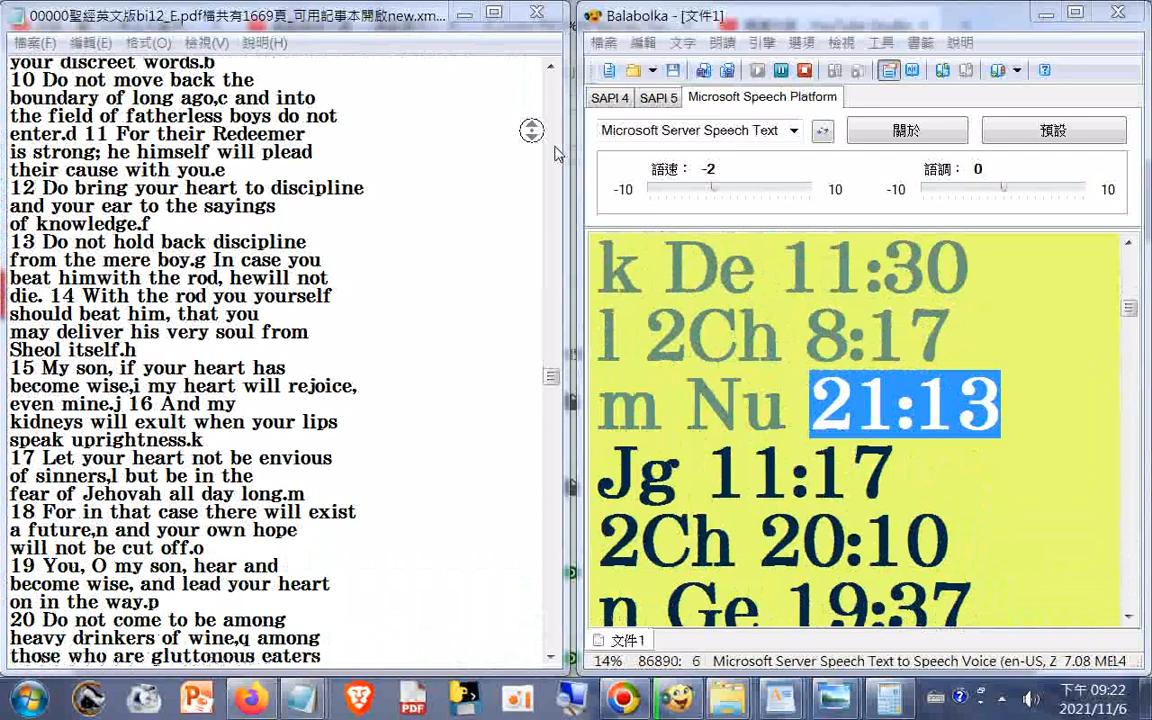 00000聖經英文版bi12_E.pdf檔共有1669頁_可用記事本開啟new.xm...
檔案(F) 編輯(E) 格式(O) 檢視(V) 說明(H)
your discreet words.b
10 Do not move back the
boundary of long ago,c and into
the field of fatherless boys do not
enter.d 11 For their Redeemer
is strong; he himself will plead
their cause with you.e
12 Do bring your heart to discipline
and your ear to the sayings
of knowledge.f
13 Do not hold back discipline
from the mere boy.g In case you
beat himwith the rod, hewill not
die. 14 With the rod you yourself
should beat him, that you
may deliver his very soul from
Sheol itself.h
15 My son, if your heart has
become wise,i my heart will rejoice,
even mine.j 16 And my
kidneys will exult when your lips
speak uprightness.k
17 Let your heart not be envious
of sinners,l but be in the
fear of Jehovah all day long.m
18 For in that case there will exist
a future,n and your own hope
will not be cut off.o
19 You, O my son, hear and
become wise, and lead your heart
on in the way.p
20 Do not come to be among
heavy drinkers of wine,q among
those who are gluttonous eaters
Balabolka - [文件1]
檔案 編輯 文字 朗讀 引擎 選項 檢視 工具 書籤 說明
SAPI 4 SAPI 5 Microsoft Speech Platform
Microsoft Server Speech Text 關於 預設
語速： -2 語調： 0
-10 10 -10 10
k De 11:30
l 2Ch 8:17
m Nu 21:13
Jg 11:17
2Ch 20:10
n Ge 19:37
文件1
14% 86890: 6 Microsoft Server Speech Text to Speech Voice (en-US, Z 7.08 ME14
PDF
下午 09:22
2021/11/6